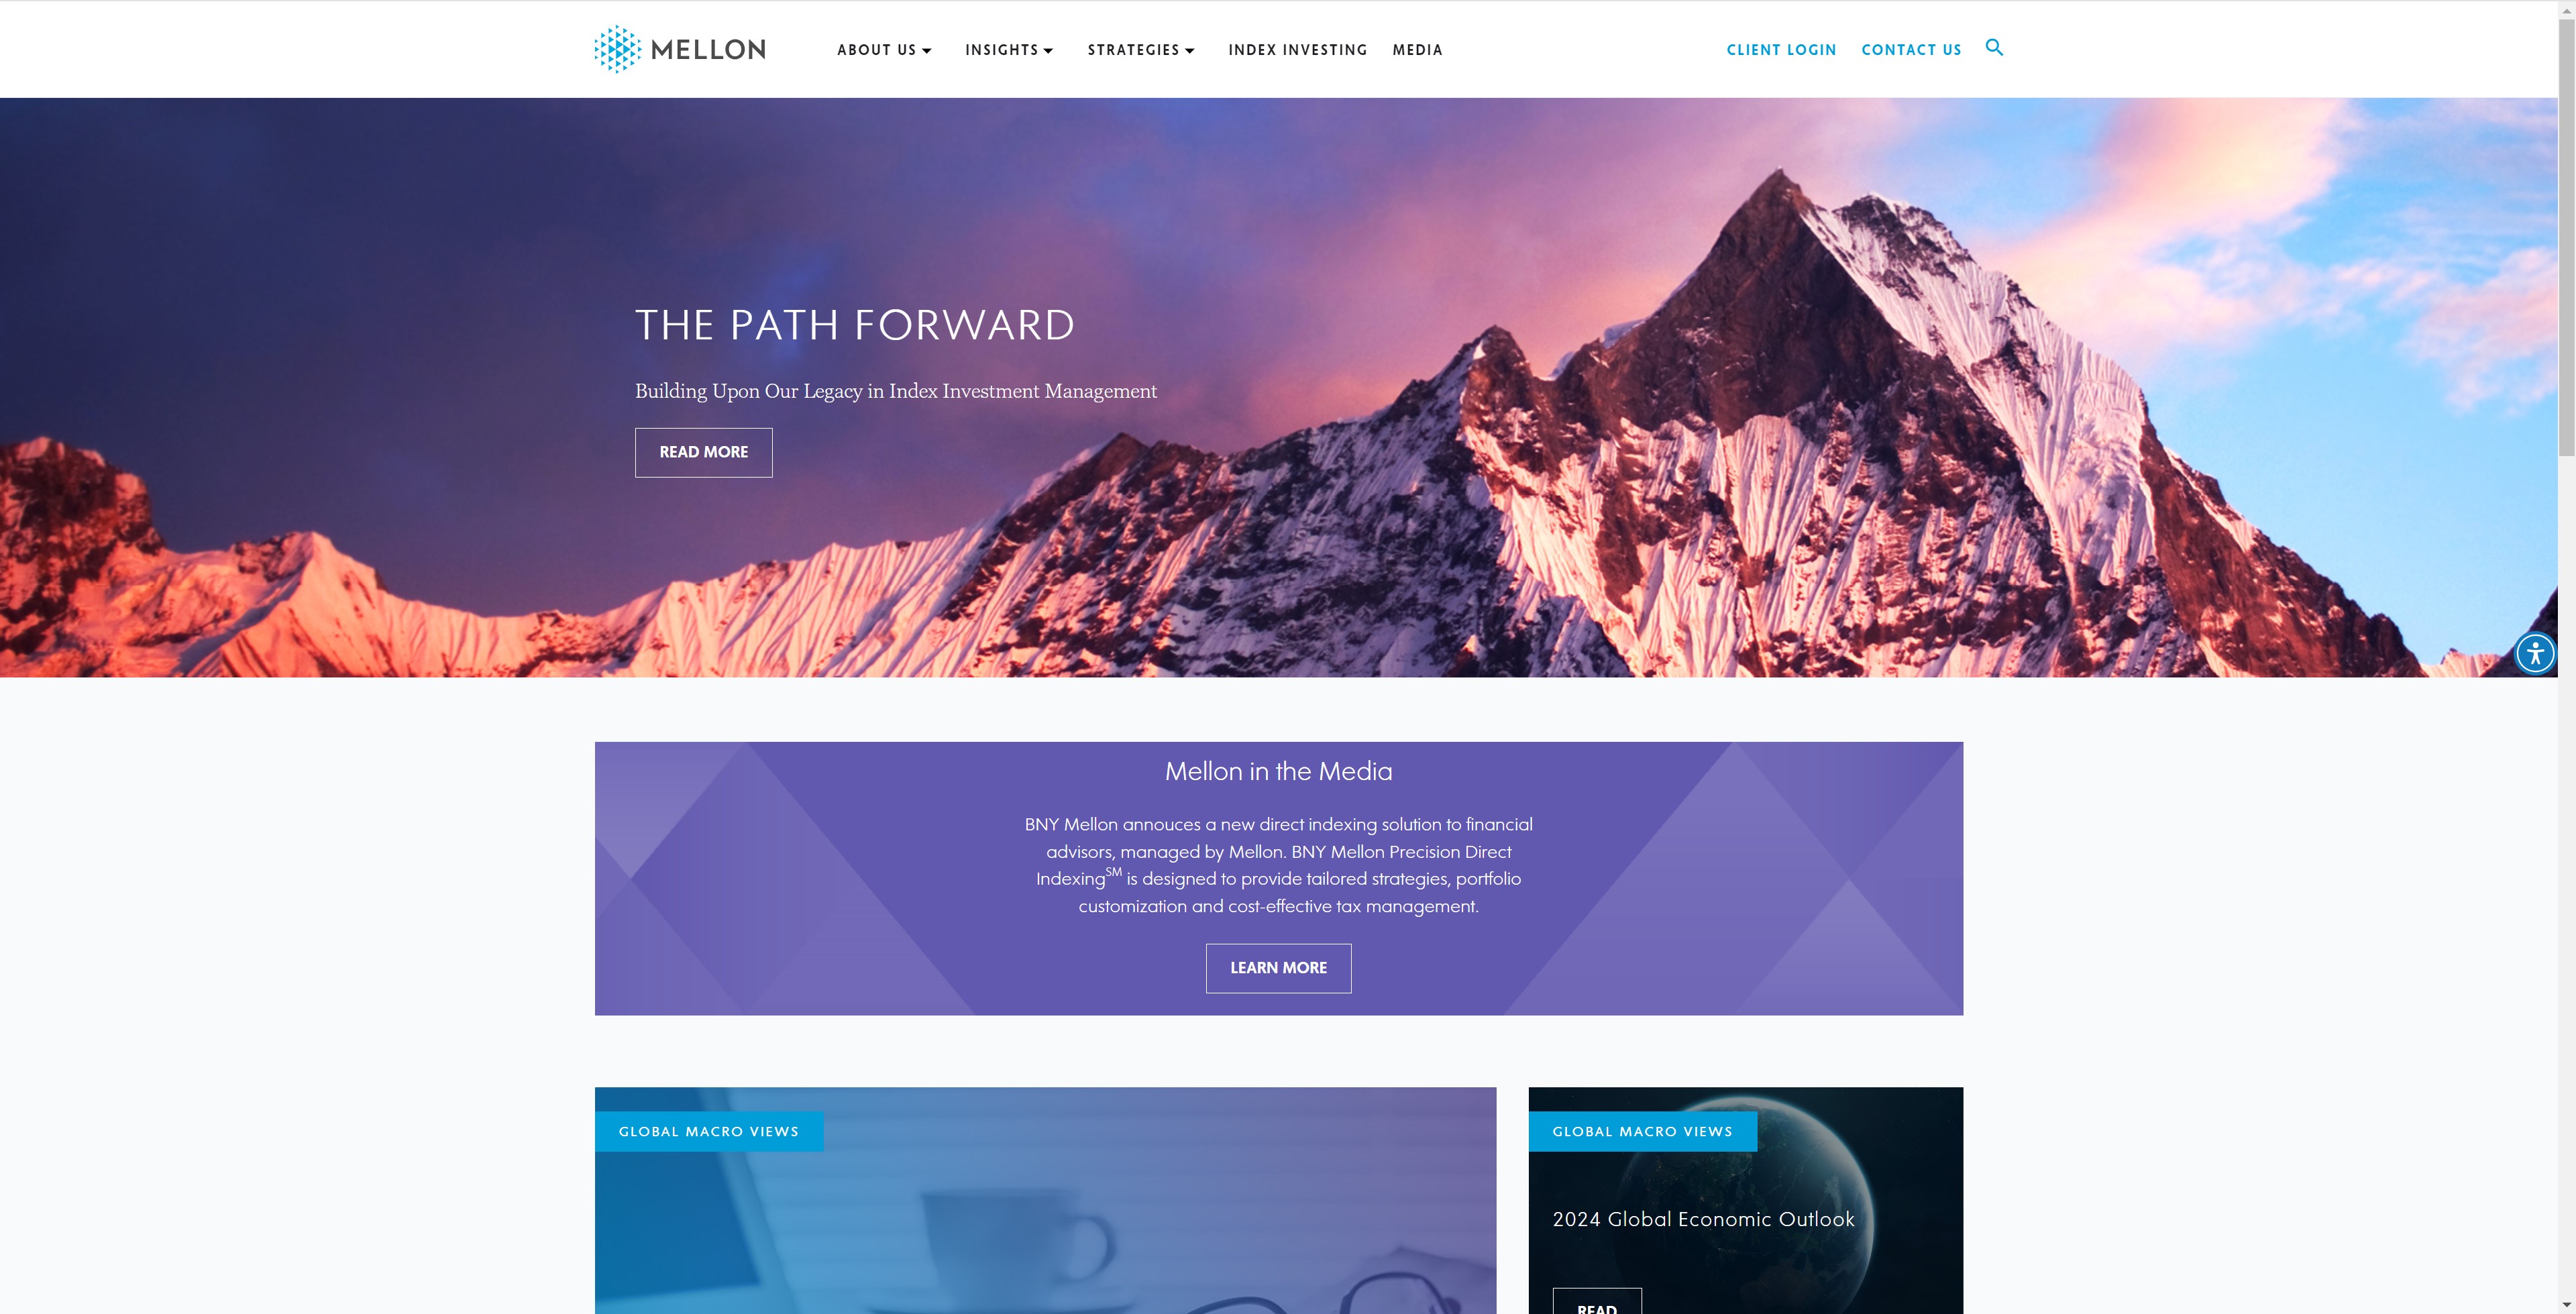 MELLON
ABOUT US
INSIGHTS
STRATEGIES
INDEX INVESTING
MEDIA
CLIENT LOGIN
CONTACT US
THE PATH FORWARD
Building Upon Our Legacy in Index Investment Management
READ MORE
Mellon in the Media
BNY Mellon annouces a new direct indexing solution to financial
advisors, managed by Mellon. BNY Mellon Precision Direct
IndexingSM is designed to provide tailored strategies, portfolio
customization and cost-effective tax management.
LEARN MORE
GLOBAL MACRO VIEWS
GLOBAL MACRO VIEWS
2024 Global Economic Outlook
READ